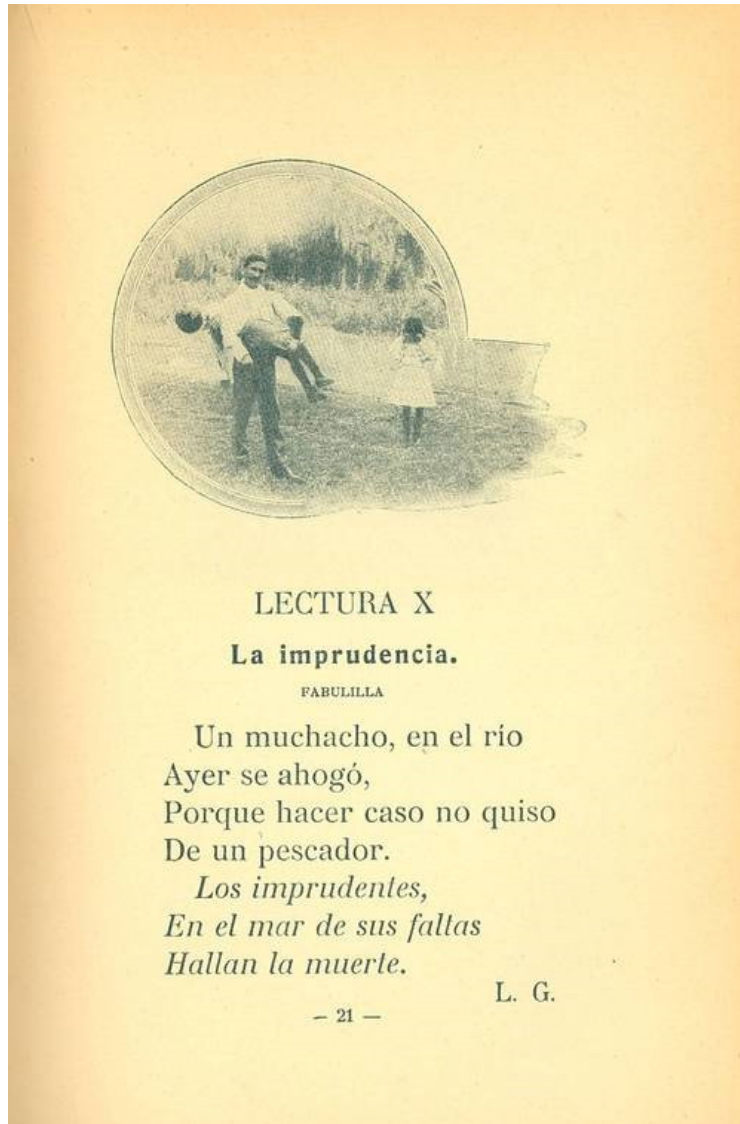 LECTURA X
La imprudencia.
FABULILLA
Un muchacho, en el río
Ayer se ahogó,
Porque hacer caso no quiso
De un pescador.
Los imprudentes,
En el mar de sus faltas
Hallan la muerte.
L. G.
— 21 —